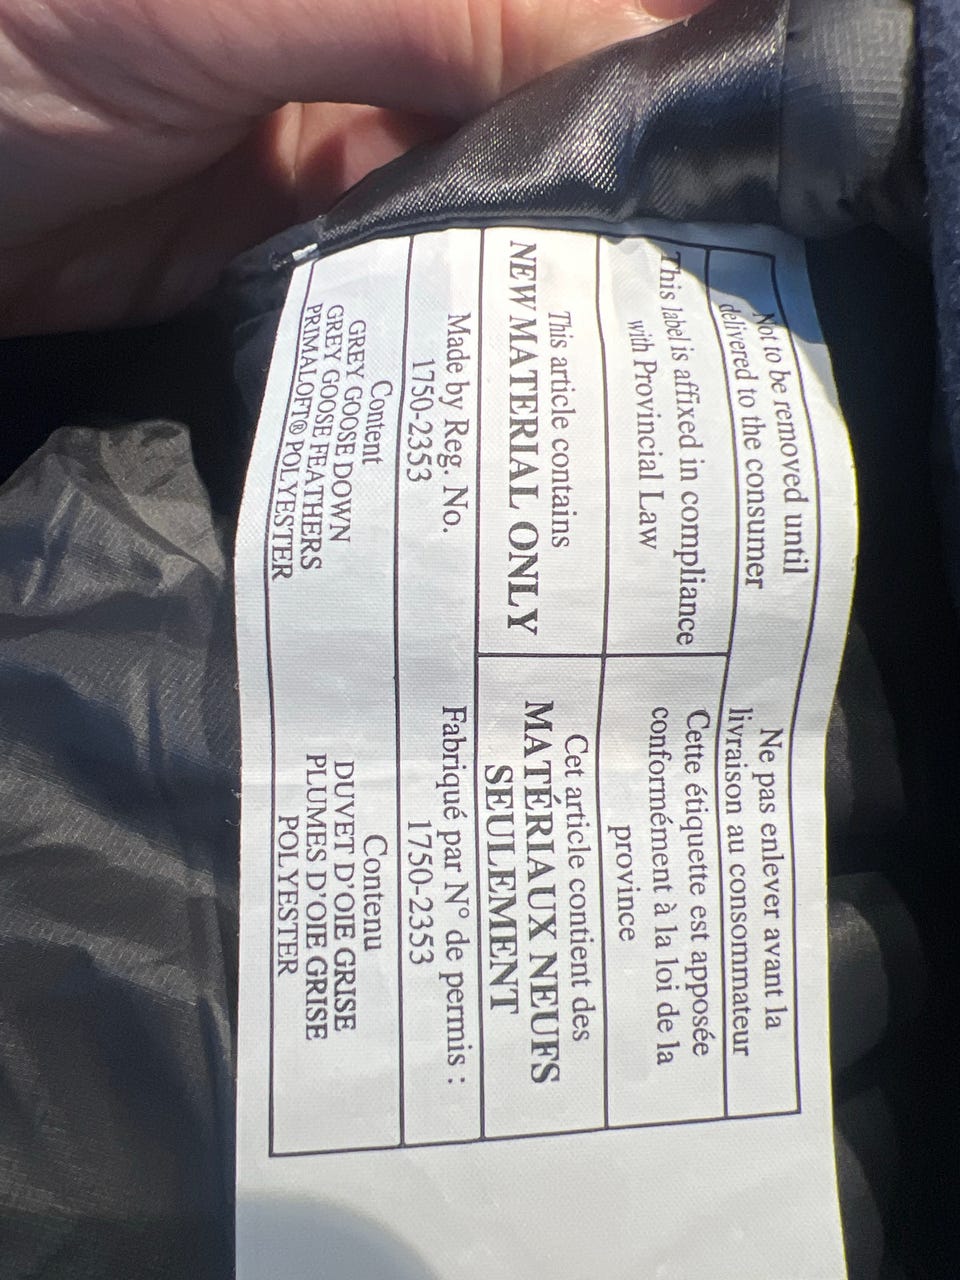 Not to be removed until
delivered to the consumer
Ne pas enlever avant la
livraison au consommateur
This label is affixed in compliance
with Provincial Law
Cette étiquette est apposée
conformément à la loi de la
province
This article contains
NEW MATERIAL ONLY
Cet article contient des
MATÉRIAUX NEUFS
SEULEMENT
Made by Reg. No.
1750-2353
Fabriqué par N° de permis :
1750-2353
Content
GREY GOOSE DOWN
GREY GOOSE FEATHERS
PRIMALOFT® POLYESTER
Contenu
DUVET D'OIE GRISE
PLUMES D'OIE GRISE
POLYESTER